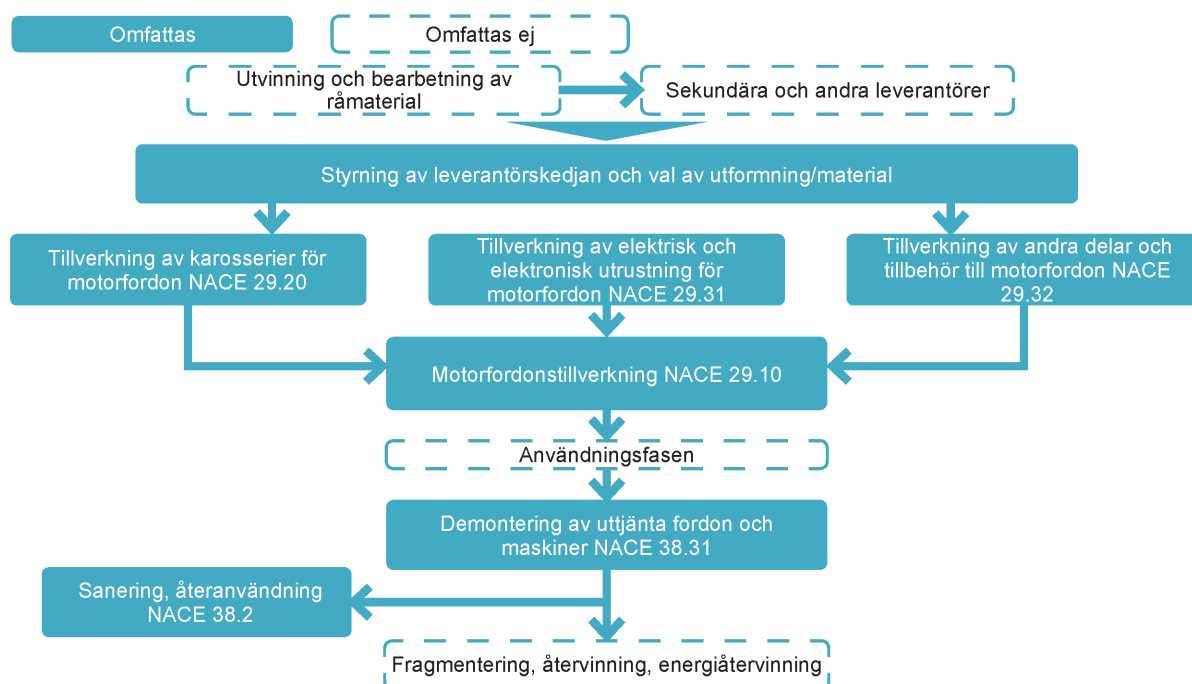 Omfattas
Omfattas ej
Utvinning och bearbetning av
råmaterial
Sekundära och andra leverantörer
Styrning av leverantörskedjan och val av utformning/material
Tillverkning av karosserier för
motorfordon NACE 29.20
Tillverkning av elektrisk och
elektronisk utrustning för
motorfordon NACE 29.31
Tillverkning av andra delar och
tillbehör till motorfordon NACE
29.32
Motorfordonstillverkning NACE 29.10
Användningsfasen
Demontering av uttjänta fordon och
maskiner NACE 38.31
Sanering, återanvändning
NACE 38.2
Fragmentering, återvinning, energiåtervinning